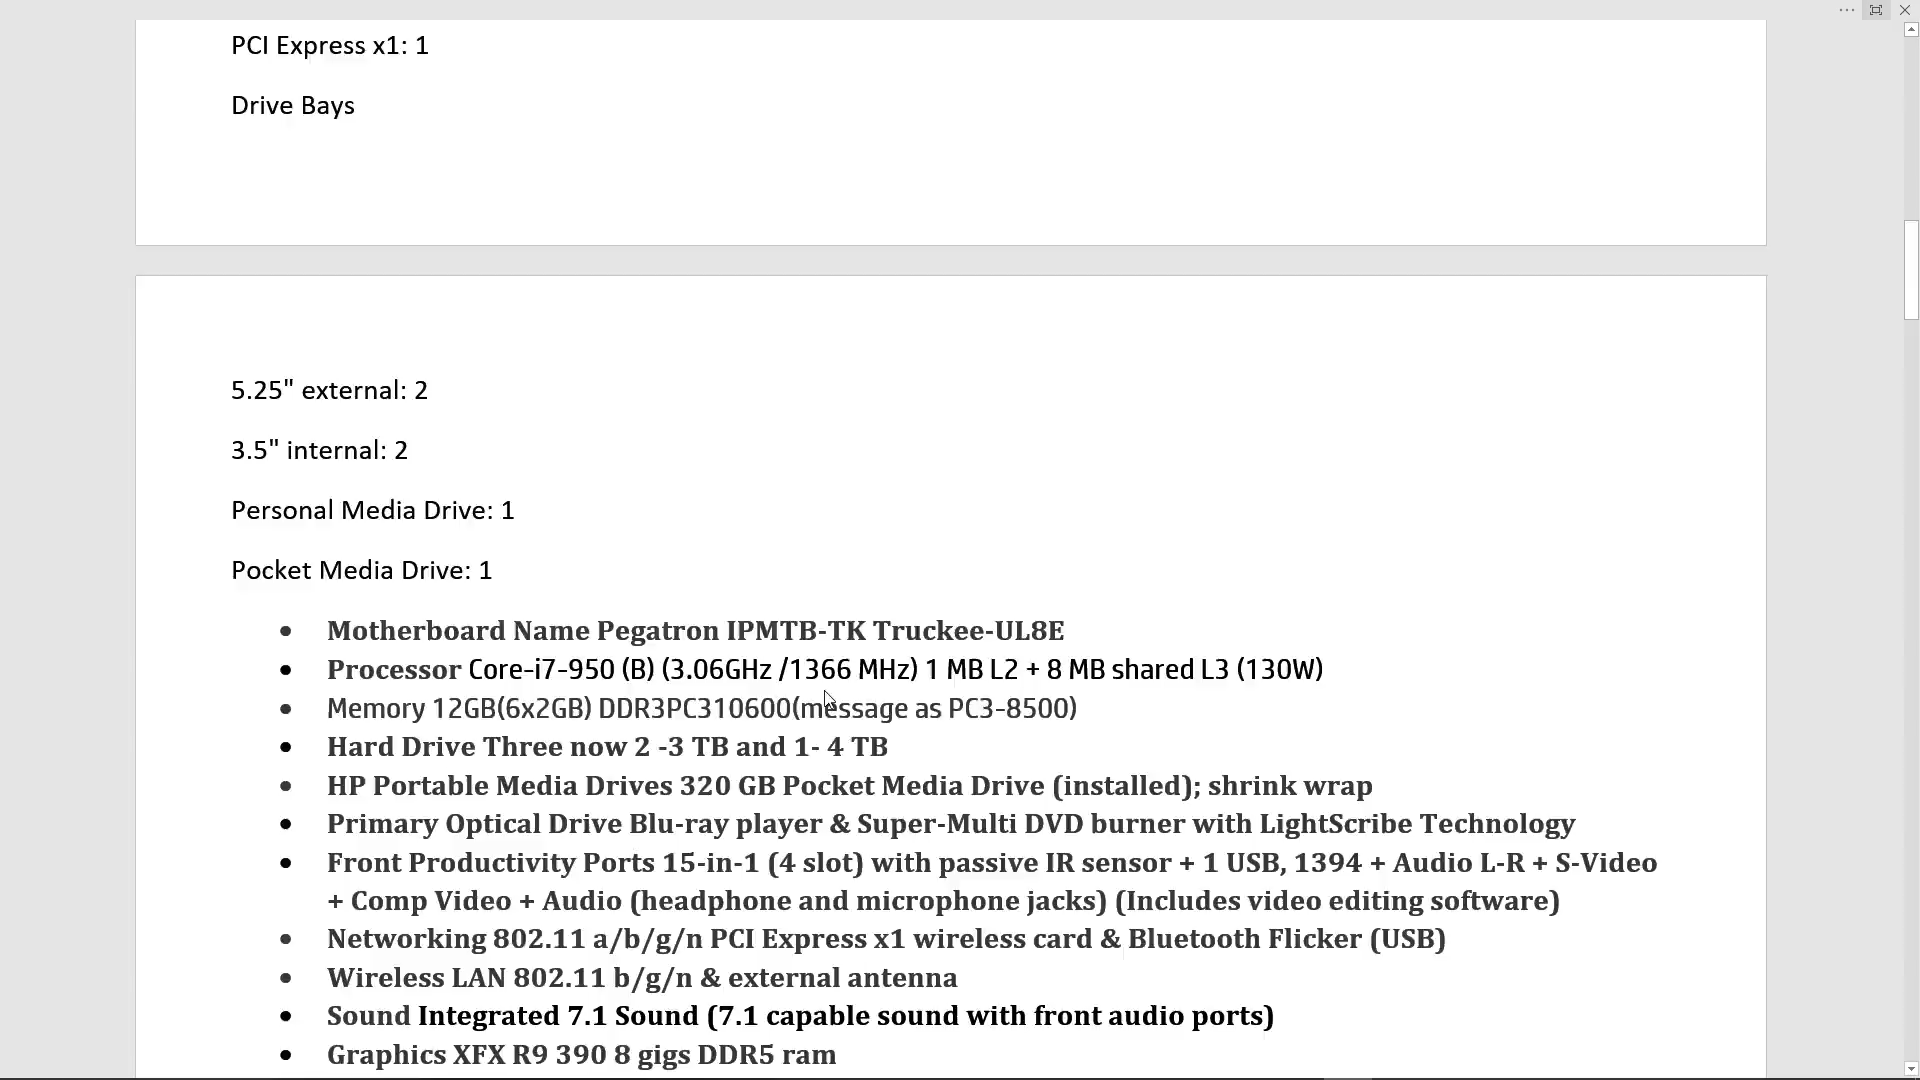 PCI Express x1: 1
Drive Bays
5.25" external: 2
3.5" internal: 2
Personal Media Drive: 1
Pocket Media Drive: 1
• Motherboard Name Pegatron IPMTB-TK Truckee-UL8E
• Processor Core-i7-950 (B) (3.06GHz /1366 MHz) 1 MB L2 + 8 MB shared L3 (130W)
• Memory 12GB(6x2GB) DDR3PC310600(message as PC3-8500)
• Hard Drive Three now 2 -3 TB and 1- 4 TB
• HP Portable Media Drives 320 GB Pocket Media Drive (installed); shrink wrap
• Primary Optical Drive Blu-ray player & Super-Multi DVD burner with LightScribe Technology
• Front Productivity Ports 15-in-1 (4 slot) with passive IR sensor + 1 USB, 1394 + Audio L-R + S-Video
+ Comp Video + Audio (headphone and microphone jacks) (Includes video editing software)
• Networking 802.11 a/b/g/n PCI Express x1 wireless card & Bluetooth Flicker (USB)
• Wireless LAN 802.11 b/g/n & external antenna
• Sound Integrated 7.1 Sound (7.1 capable sound with front audio ports)
• Graphics XFX R9 390 8 gigs DDR5 ram